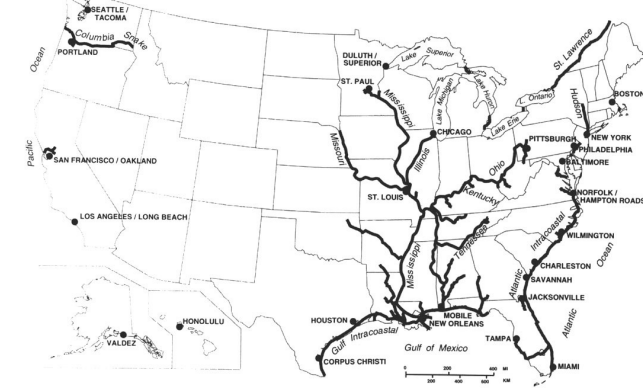 SEATTLE /
TACOMA
Columbia
Snake
PORTLAND
Ocean
Pacific
DULUTH /
SUPERIOR
Lake Superior
ST. PAUL
Mississippi
Lake Michigan
Lake Huron
St. Lawrence
L. Ontario
Lake Erie
Hudson
BOSTON
CHICAGO
NEW YORK
PITTSBURGH
PHILADELPHIA
BALTIMORE
Missouri
Illinois
Ohio
SAN FRANCISCO / OAKLAND
ST. LOUIS
Kentucky
NORFOLK /
HAMPTON ROADS
LOS ANGELES / LONG BEACH
Mississippi
Tennessee
Intracoastal
WILMINGTON
Ocean
CHARLESTON
SAVANNAH
Atlantic
JACKSONVILLE
Atlantic
HONOLULU
VALDEZ
HOUSTON
MOBILE
NEW ORLEANS
Gulf Intracoastal
TAMPA
CORPUS CHRISTI
Gulf of Mexico
MIAMI
0 200 400 MI
0 200 400 600 KM